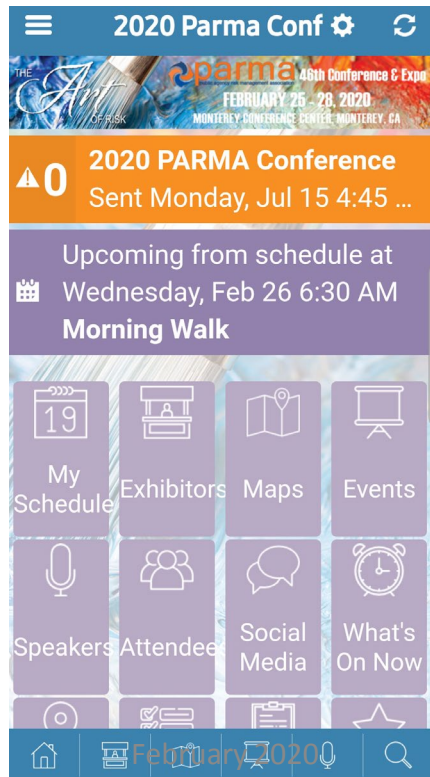 2020 Parma Conf
THE
Art
OF RISK
parma 46th Conference & Expo
FEBRUARY 25 - 28, 2020
MONTEREY CONFERENCE CENTER, MONTEREY, CA
0
2020 PARMA Conference
Sent Monday, Jul 15 4:45 ...
Upcoming from schedule at
Wednesday, Feb 26 6:30 AM
Morning Walk
19
My
Schedule
Exhibitors
Maps
Events
Speakers
Attendee
Social
Media
What's
On Now
February 2020